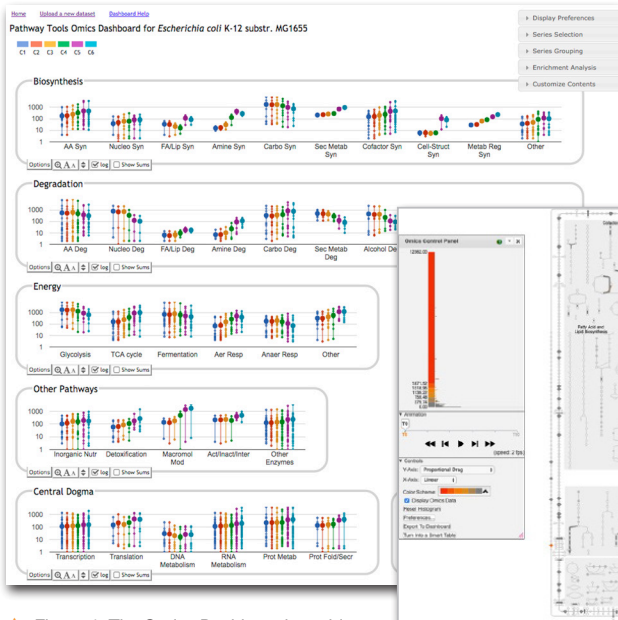 Home Upload a new dataset Dashboard Help
Pathway Tools Omics Dashboard for Escherichia coli K-12 substr. MG1655
C1 C2 C3 C4 C5 C6
Display Preferences
Series Selection
Series Grouping
Enrichment Analysis
Customize Contents
Biosynthesis
1000
100
10
1
AA Syn Nucleo Syn FA/Lip Syn Amine Syn Carbo Syn Sec Metab Syn Cofactor Syn Cell-Struct Syn Metab Reg Syn Other
Options A A log Show Sums
Degradation
1000
100
10
1
AA Deg Nucleo Deg FA/Lip Deg Amine Deg Carbo Deg Sec Metab Deg Alcohol De
Options A A log Show Sums
Energy
1000
100
10
1
Glycolysis TCA cycle Fermentation Aer Resp Anaer Resp Other
Options A A log Show Sums
Other Pathways
1000
100
10
1
Inorganic Nutr Detoxification Macromol Mod Act/Inact/Inter Other Enzymes
Options A A log Show Sums
Central Dogma
1000
100
10
1
Transcription Translation DNA Metabolism RNA Metabolism Prot Metab Prot Fold/Secr
Options A A log Show Sums
Omics Control Panel
Animation
T0
(speed: 2 fps)
Controls
Y-Axis: Proportional Drag
X-Axis: Linear
Color Scheme:
Display Omics Data
Reset Histogram
Preferences...
Export To Dashboard
Turn Into a Smart Table
Fatty Acid and
Lipid Biosynthesis